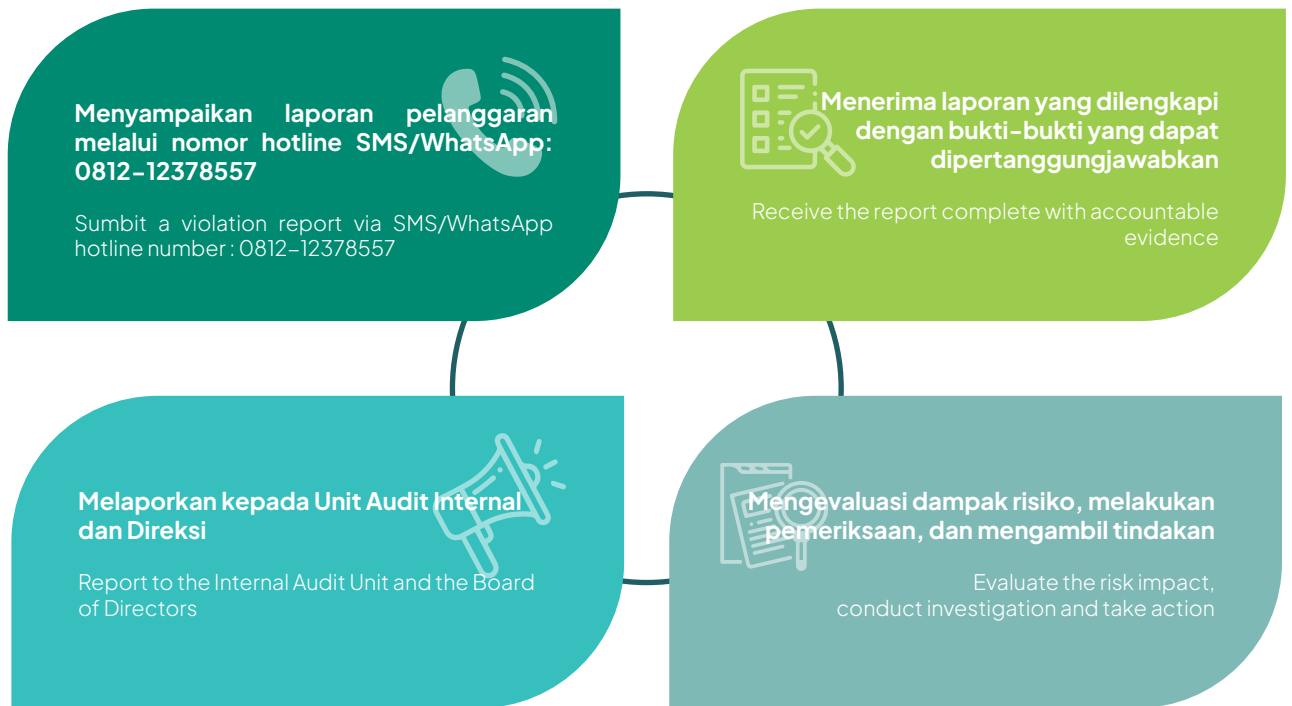 Menyampaikan laporan pelanggaran
melalui nomor hotline SMS/WhatsApp:
0812-12378557
Sumbit a violation report via SMS/WhatsApp
hotline number : 0812-12378557
Menerima laporan yang dilengkapi
dengan bukti-bukti yang dapat
dipertanggungjawabkan
Receive the report complete with accountable
evidence
Melaporkan kepada Unit Audit Internal
dan Direksi
Report to the Internal Audit Unit and the Board
of Directors
Mengevaluasi dampak risiko, melakukan
pemeriksaan, dan mengambil tindakan
Evaluate the risk impact,
conduct investigation and take action